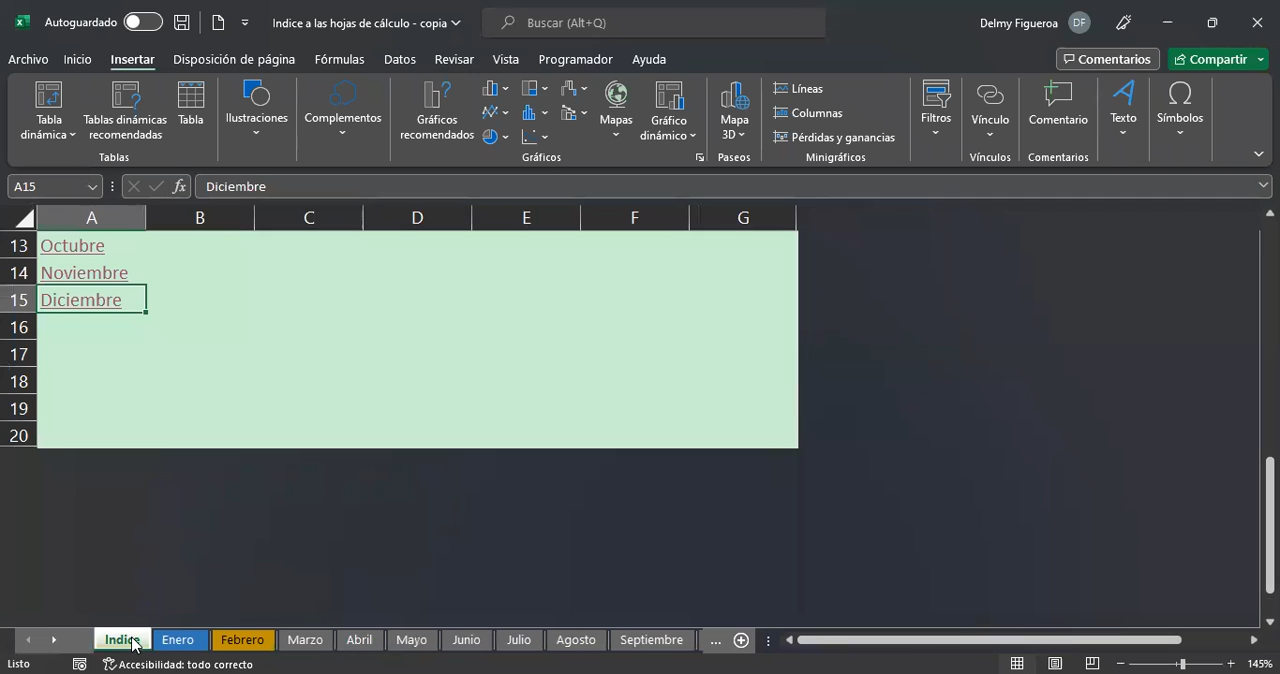 Autoguardado
Indice a las hojas de cálculo - copia
Buscar (Alt+Q)
Delmy Figueroa
DF
Archivo Inicio Insertar Disposición de página Fórmulas Datos Revisar Vista Programador Ayuda
Comentarios
Compartir
Tabla dinámica
Tablas dinámicas recomendadas
Tabla
Tablas
Ilustraciones
Complementos
Gráficos recomendados
Mapas
Gráfico dinámico
Gráficos
Mapa 3D
Paseos
Líneas
Columnas
Pérdidas y ganancias
Minigráficos
Filtros
Vínculo
Vínculos
Comentario
Comentarios
Texto
Símbolos
A15
fx
Diciembre
A B C D E F G
13 Octubre
14 Noviembre
15 Diciembre
16
17
18
19
20
Indice Enero Febrero Marzo Abril Mayo Junio Julio Agosto Septiembre ...
Listo
Accesibilidad: todo correcto
145%